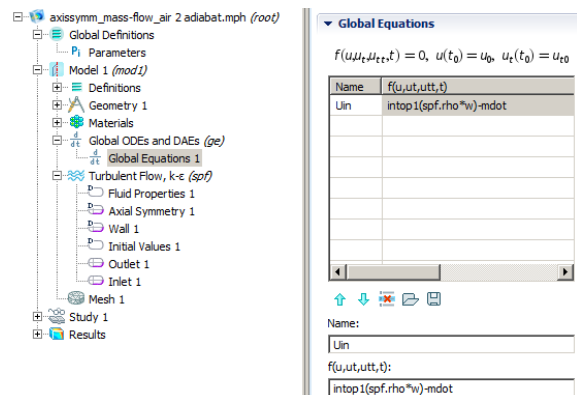 axissymm_mass-flow_air 2 adiabat.mph (root)
Global Definitions
Pi Parameters
Model 1 (mod1)
Definitions
Geometry 1
Materials
d/dt Global ODEs and DAEs (ge)
d/dt Global Equations 1
Turbulent Flow, k-ε (spf)
D Fluid Properties 1
D Axial Symmetry 1
D Wall 1
D Initial Values 1
Outlet 1
Inlet 1
Mesh 1
Study 1
Results
Global Equations
f(u,uₜ,uₜₜ,t) = 0, u(t₀) = u₀, uₜ(t₀) = uₜ₀
Name f(u,ut,utt,t)
Uin intop1(spf.rho*w)-mdot
Name:
Uin
f(u,ut,utt,t):
intop1(spf.rho*w)-mdot